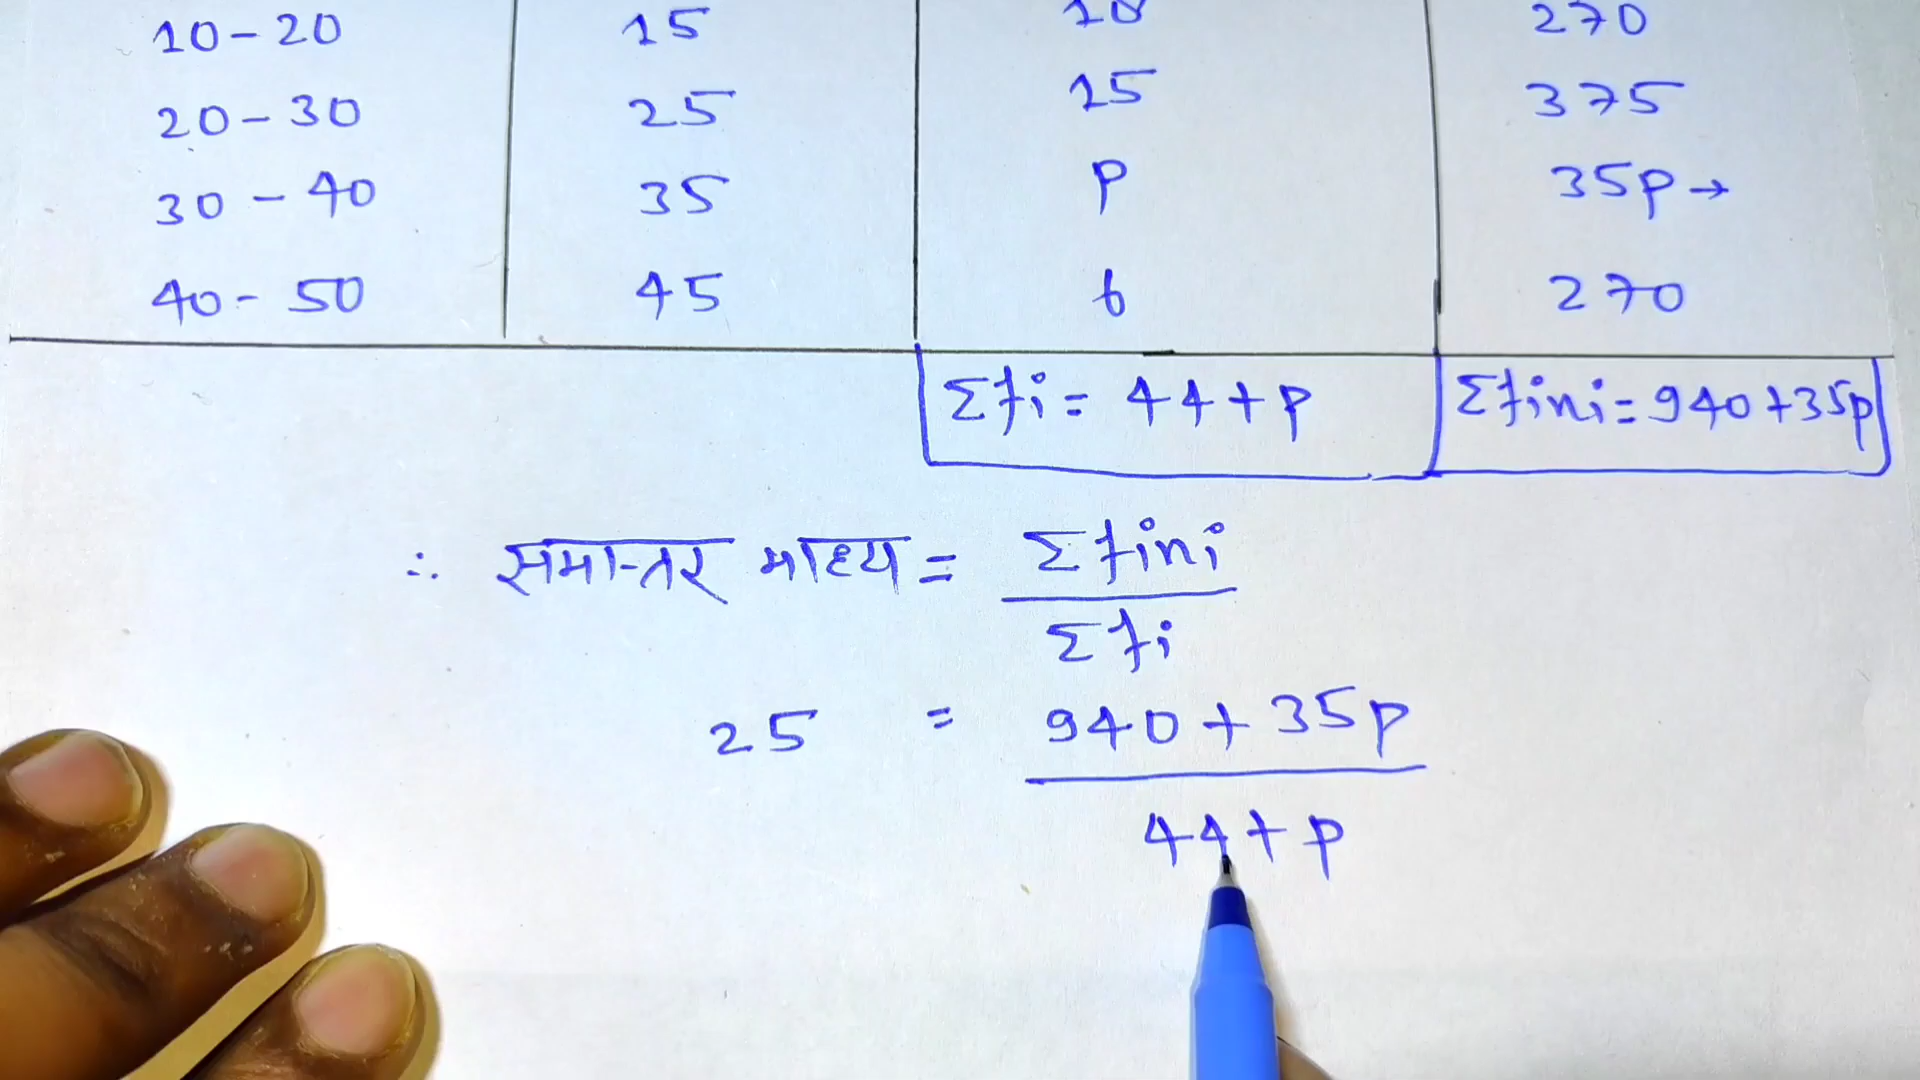 10-20 15 18 270
20-30 25 15 375
30-40 35 p 35p→
40-50 45 6 270
Σfi = 44+p Σfixi = 940+35p
∴ समान्तर माध्य = Σfixi
Σfi
25 = 940+35p
44+p